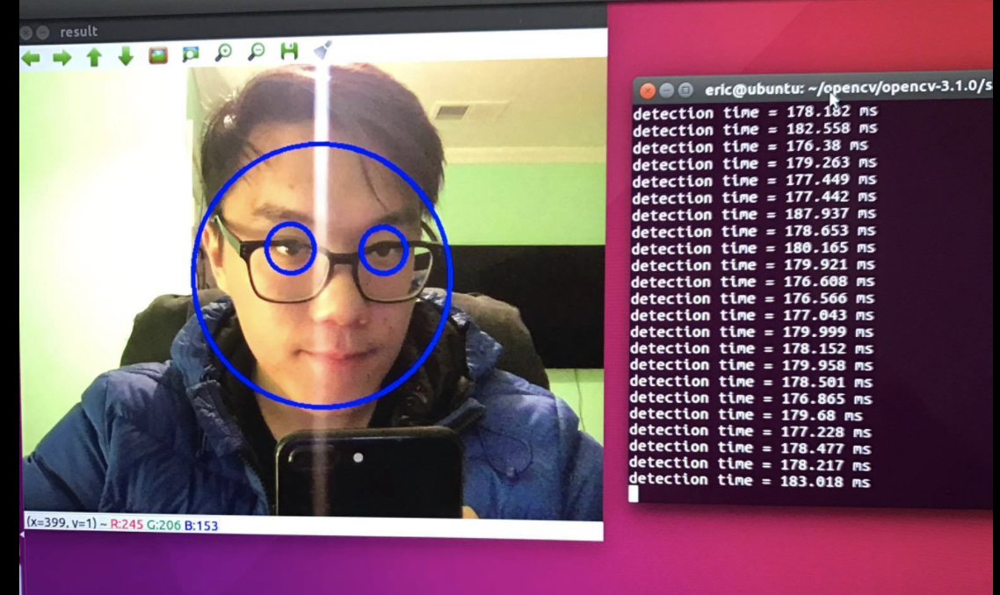 result
(x=399, y=1) ~ R:245 G:206 B:153
eric@ubuntu: ~/opencv/opencv-3.1.0/s
detection time = 178.182 ms
detection time = 182.558 ms
detection time = 176.38 ms
detection time = 179.263 ms
detection time = 177.449 ms
detection time = 177.442 ms
detection time = 187.937 ms
detection time = 178.653 ms
detection time = 180.165 ms
detection time = 179.921 ms
detection time = 176.608 ms
detection time = 176.566 ms
detection time = 177.043 ms
detection time = 179.999 ms
detection time = 178.152 ms
detection time = 179.958 ms
detection time = 178.501 ms
detection time = 176.865 ms
detection time = 179.68 ms
detection time = 177.228 ms
detection time = 178.477 ms
detection time = 178.217 ms
detection time = 183.018 ms